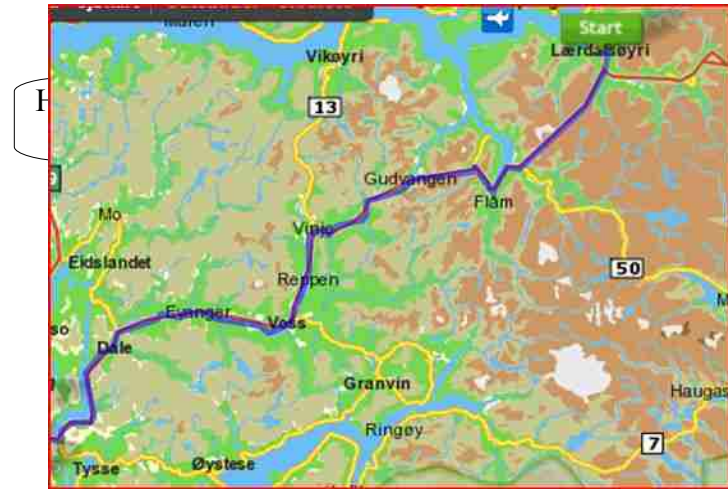 Start
Lærdalsøyri
Vikøyri
13
H
Gudvangen
Flåm
Mo
Vinje
Eidslandet
50
Reppen
Evanger
Voss
Dale
Granvin
Haugas
Ringøy
7
Tysse
Øystese